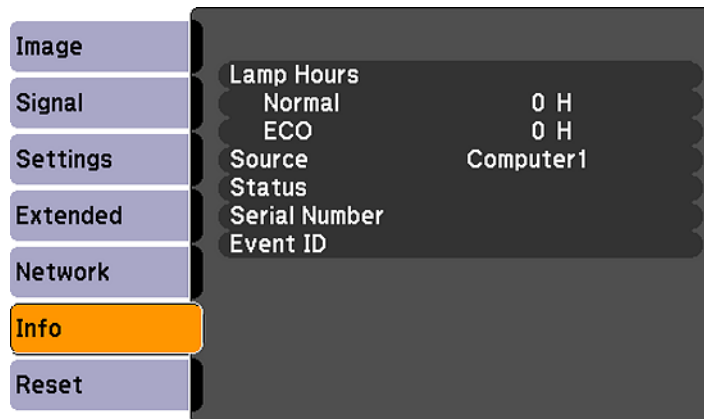 Image
Signal
Settings
Extended
Network
Info
Reset
Lamp Hours
Normal 0 H
ECO 0 H
Source Computer1
Status
Serial Number
Event ID